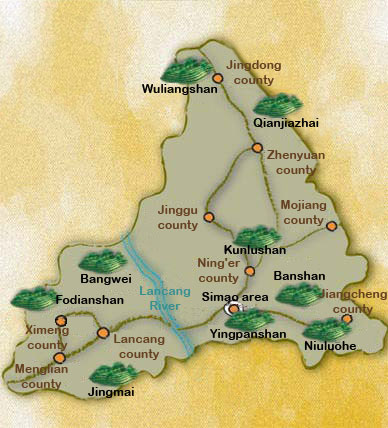 Jingdong
county
Wuliangshan
Qianjiazhai
Zhenyuan
county
Jinggu
county
Mojiang
county
Kunlushan
Ning'er
county
Bangwei
Lancang
River
Banshan
Fodianshan
Simao area
Jiangcheng
county
Ximeng
county
Lancang
county
Yingpanshan
Niuluohe
Menglian
county
Jingmai